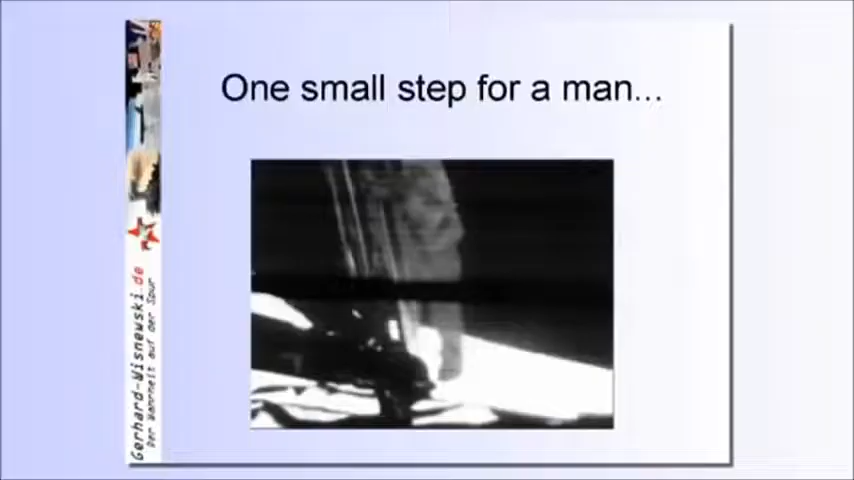 One small step for a man...
Gerhard-Wisnewski.de
Der Wahrheit auf der Spur